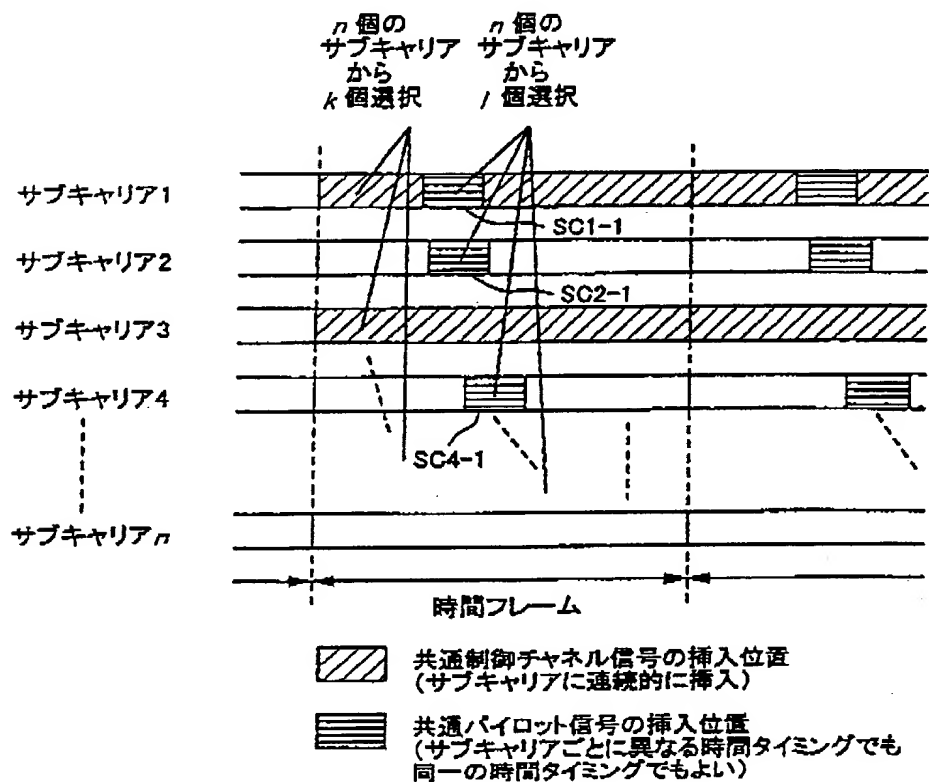 n個の
サブキャリア
から
k個選択
n個の
サブキャリア
から
l個選択
サブキャリア1
SC1-1
サブキャリア2
SC2-1
サブキャリア3
サブキャリア4
SC4-1
サブキャリアn
時間フレーム
共通制御チャネル信号の挿入位置
(サブキャリアに連続的に挿入)
共通パイロット信号の挿入位置
(サブキャリアごとに異なる時間タイミングでも
同一の時間タイミングでもよい)